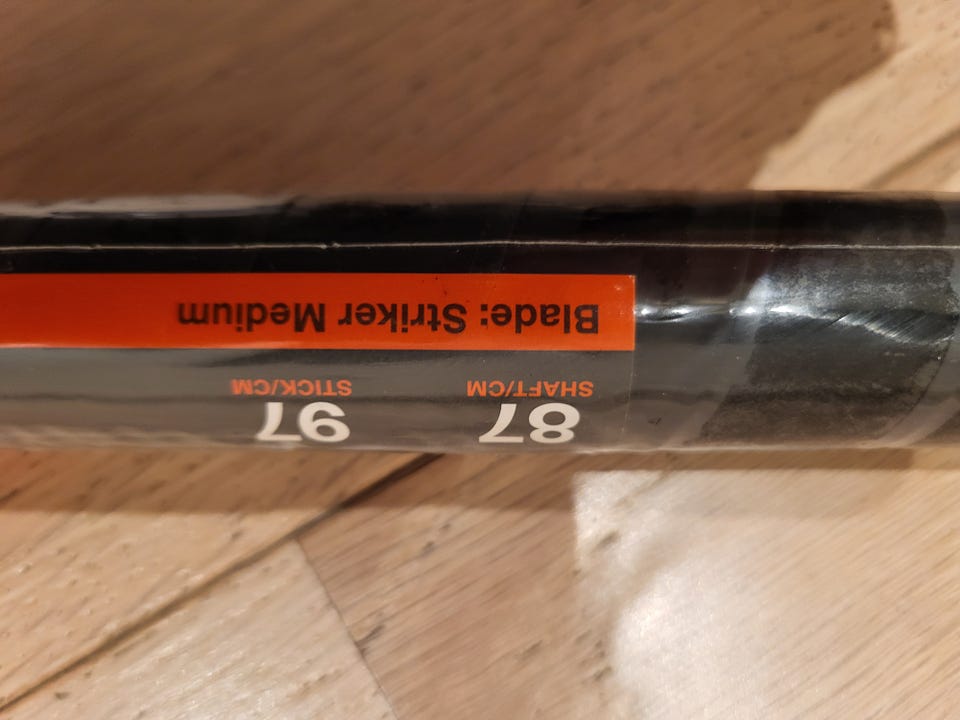 87 97
SHAFT/CM STICK/CM
Blade: Striker Medium